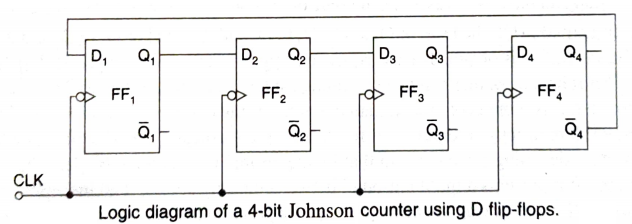 D₁ Q₁ D₂ Q₂ D₃ Q₃ D₄ Q₄
FF₁ FF₂ FF₃ FF₄
Q̅₁ Q̅₂ Q̅₃ Q̅₄
CLK
Logic diagram of a 4-bit Johnson counter using D flip-flops.